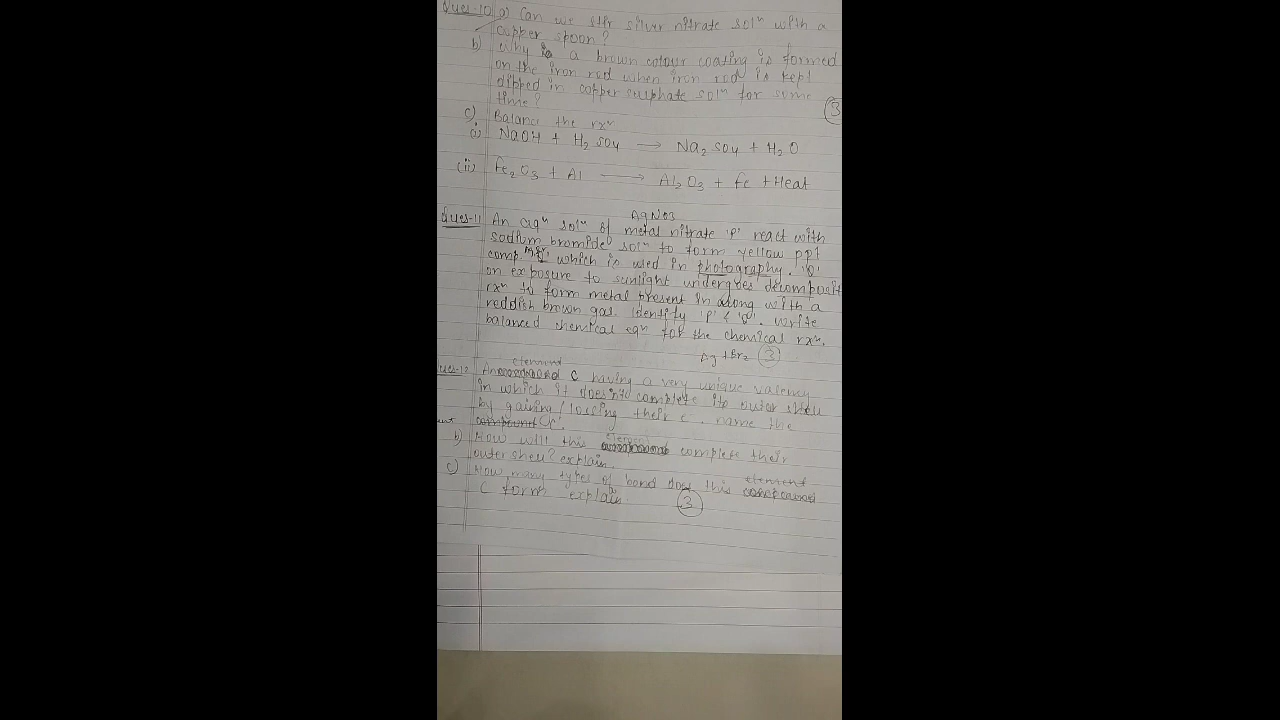 Ques-10 a) Can we stir silver nitrate solⁿ with a
copper spoon?
b) Why is a brown colour coating is formed
on the iron rod when iron rod is kept
dipped in copper sulphate solⁿ for some
time? (3)
c) Balance the rxⁿ
(i) NaOH + H₂SO₄ → Na₂SO₄ + H₂O
(ii) Fe₂O₃ + Al → Al₂O₃ + Fe + Heat
AgNO3
Ques-11 An aqⁿ solⁿ of metal nitrate 'P' react with
sodium bromide solⁿ to form yellow ppt
comp. 'Q' which is used in photography. 'Q'
on exposure to sunlight undergoes decomposit
rxⁿ to form metal present in along with a
reddish brown gas. Identify 'P' & 'Q'. Write
balanced chemical eqⁿ for the chemical rxⁿ.
Ag + Br₂ (3)
element
Ques-12 An C having a very unique valency
in which it does not complete its outer shell
by gaining/lossing their e⁻. name the
'C'.
element
b) How will this complete their
outer shell? explain.
element
c) How many types of bond does this
C form explain. (3)